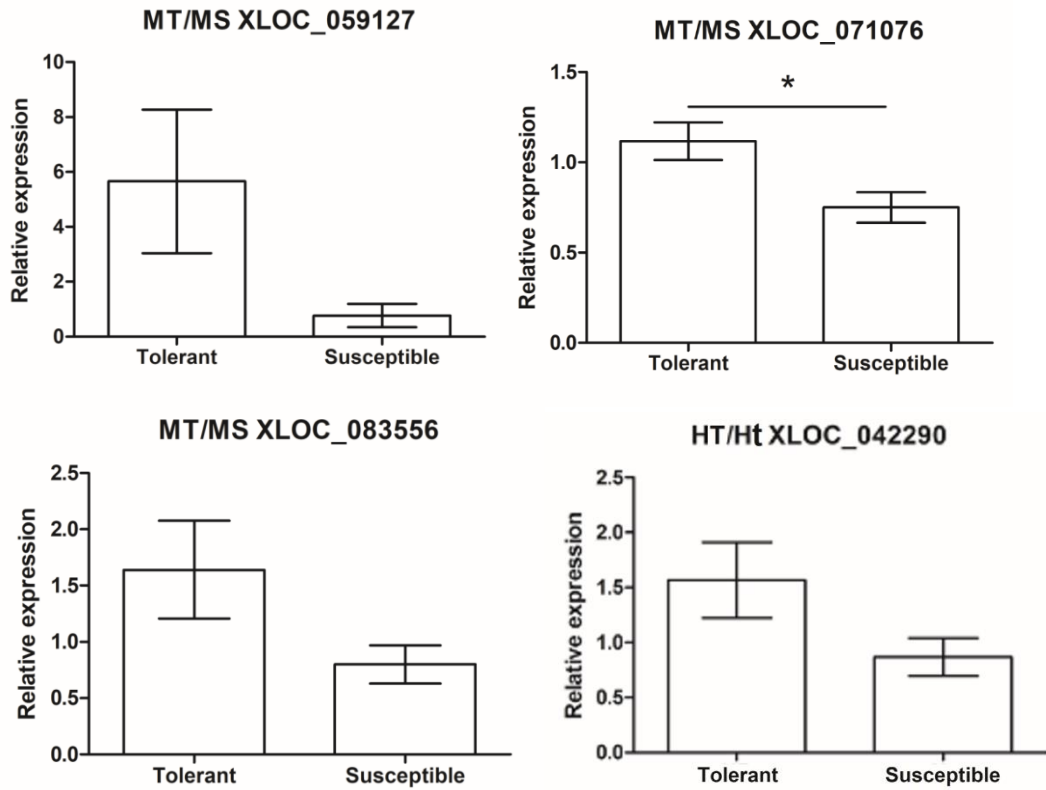 MT/MS XLOC_059127
Relative expression
10
8
6
4
2
0
Tolerant
Susceptible
MT/MS XLOC_071076
Relative expression
1.5
1.0
0.5
0.0
*
Tolerant
Susceptible
MT/MS XLOC_083556
Relative expression
2.5
2.0
1.5
1.0
0.5
0.0
Tolerant
Susceptible
HT/Ht XLOC_042290
Relative expression
2.5
2.0
1.5
1.0
0.5
0.0
Tolerant
Susceptible